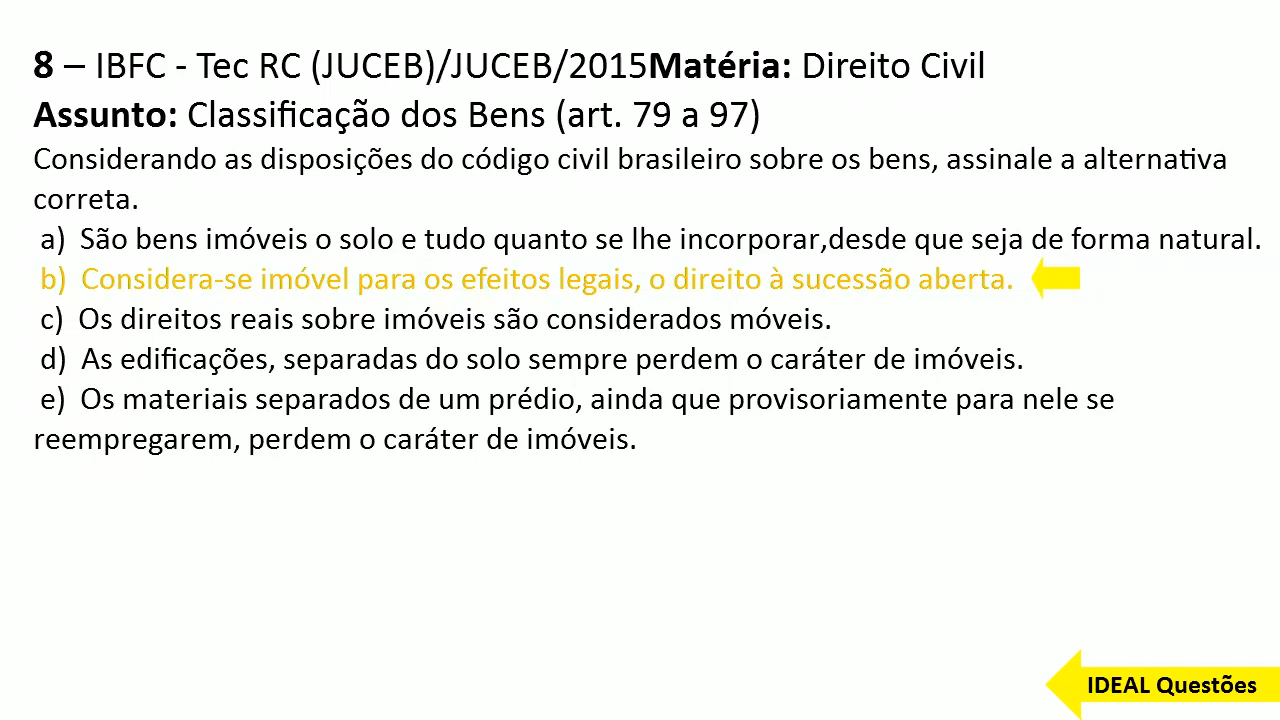 8 – IBFC - Tec RC (JUCEB)/JUCEB/2015Matéria: Direito Civil
Assunto: Classificação dos Bens (art. 79 a 97)
Considerando as disposições do código civil brasileiro sobre os bens, assinale a alternativa
correta.
a) São bens imóveis o solo e tudo quanto se lhe incorporar,desde que seja de forma natural.
b) Considera-se imóvel para os efeitos legais, o direito à sucessão aberta.
c) Os direitos reais sobre imóveis são considerados móveis.
d) As edificações, separadas do solo sempre perdem o caráter de imóveis.
e) Os materiais separados de um prédio, ainda que provisoriamente para nele se
reempregarem, perdem o caráter de imóveis.
IDEAL Questões